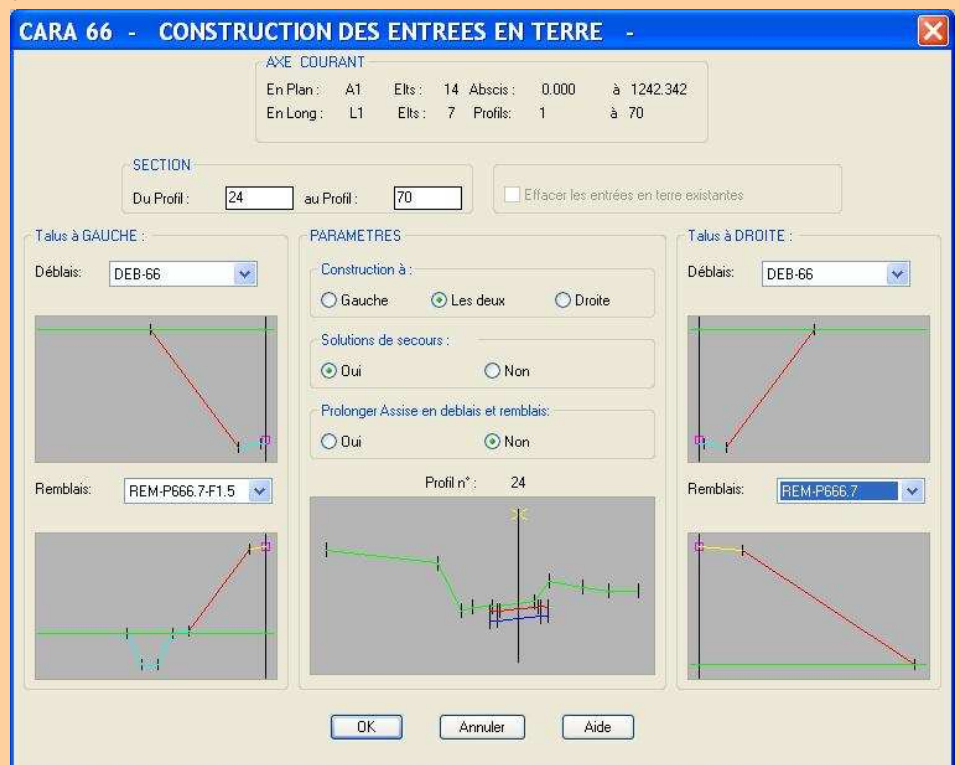 CARA 66 - CONSTRUCTION DES ENTREES EN TERRE -
AXE COURANT
En Plan : A1 Elts : 14 Abscis : 0.000 à 1242.342
En Long : L1 Elts : 7 Profils: 1 à 70
SECTION
Du Profil : 24 au Profil : 70
Effacer les entrées en terre existantes
Talus à GAUCHE :
Déblais: DEB-66
Remblais: REM-P666.7-F1.5
PARAMETRES
Construction à :
Gauche Les deux Droite
Solutions de secours :
Oui Non
Prolonger Assise en deblais et remblais:
Oui Non
Profil n° : 24
Talus à DROITE :
Déblais: DEB-66
Remblais: REM-P666.7
OK Annuler Aide